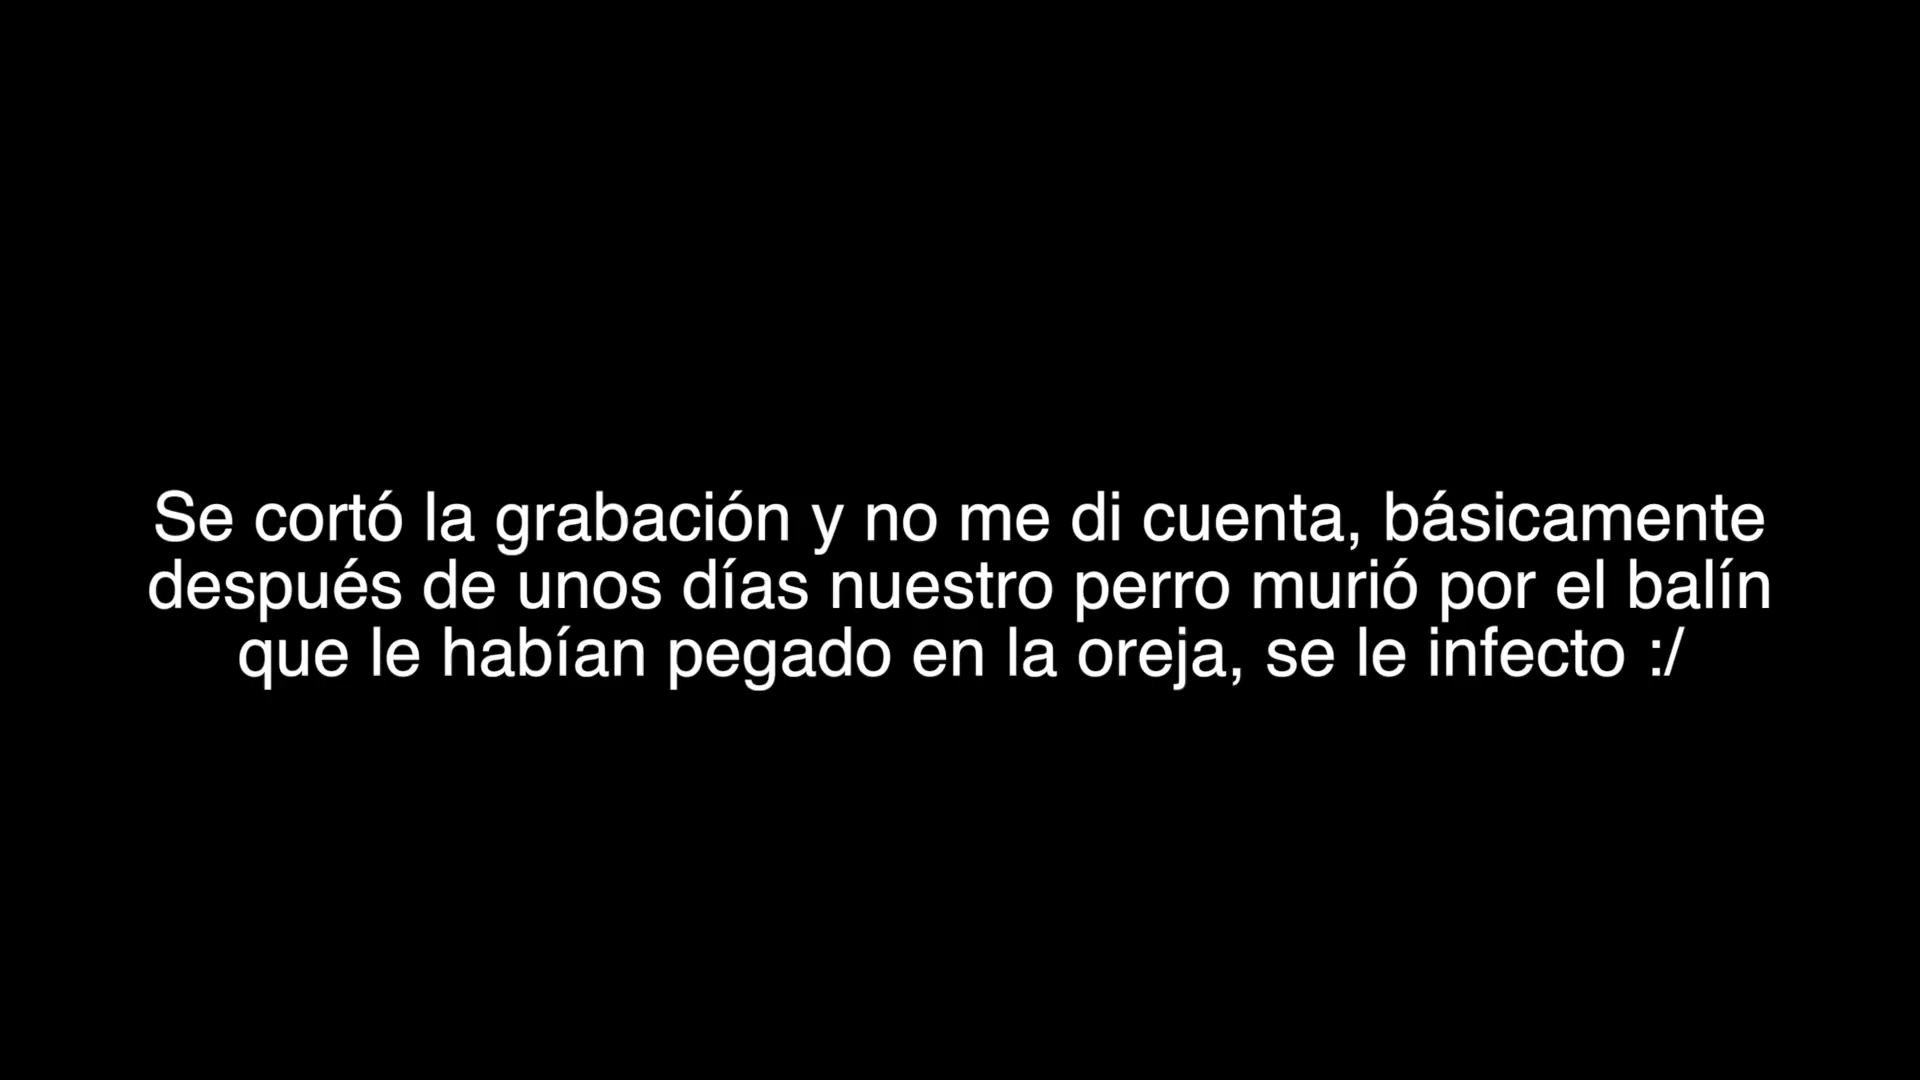 Se cortó la grabación y no me di cuenta, básicamente
después de unos días nuestro perro murió por el balín
que le habían pegado en la oreja, se le infecto :/